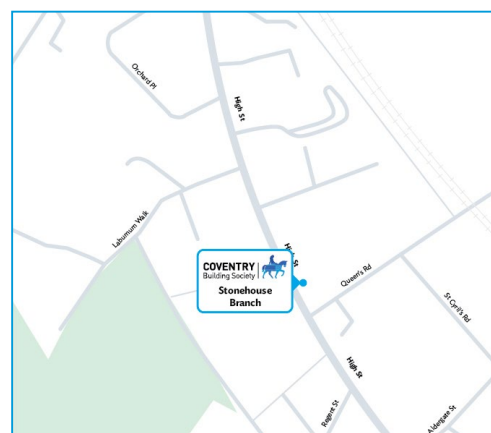 Orchard Pl
High St
Laburnum Walk
High St
COVENTRY
Building Society
Stonehouse
Branch
Queen's Rd
St Cyril's Rd
High St
Regent St
Aldergate St